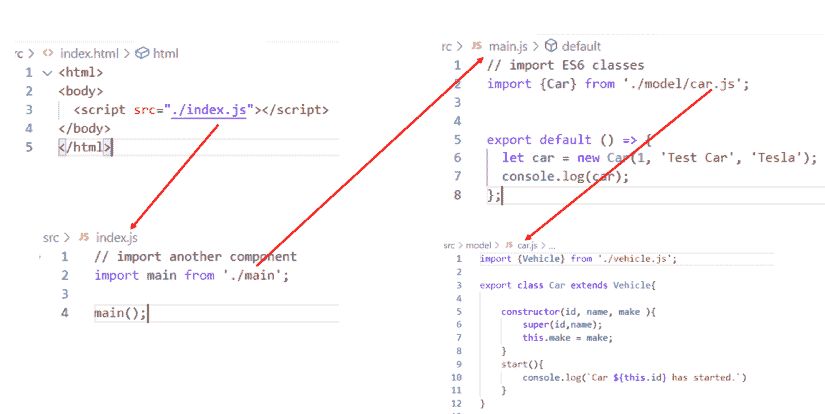 src > <> index.html > html
1 <html>
2 <body>
3 <script src="./index.js"></script>
4 </body>
5 </html>
src > JS index.js
1 // import another component
2 import main from './main';
3
4 main();
src > JS main.js > default
1 // import ES6 classes
2 import {Car} from './model/car.js';
3
4
5 export default () => {
6 let car = new Car(1, 'Test Car', 'Tesla');
7 console.log(car);
8 };
src > model > JS car.js > ...
1 import {Vehicle} from './vehicle.js';
2
3 export class Car extends Vehicle{
4
5 constructor(id, name, make ){
6 super(id,name);
7 this.make = make;
8 }
9 start(){
10 console.log(`Car ${this.id} has started.`)
11 }
12 }